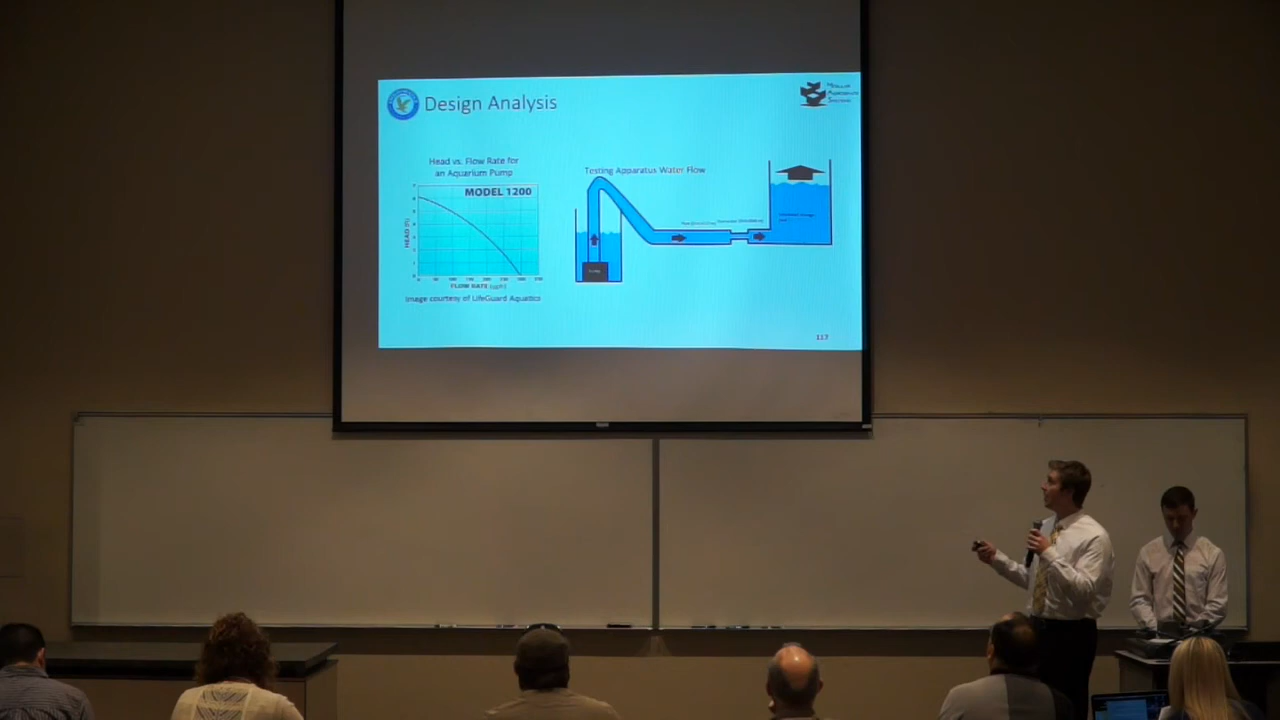 Design Analysis
Head vs. Flow Rate for
an Aquarium Pump
MODEL 1200
HEAD (ft)
FLOW RATE (gph)
Image courtesy of LifeGuard Aquatics
Testing Apparatus Water Flow
117